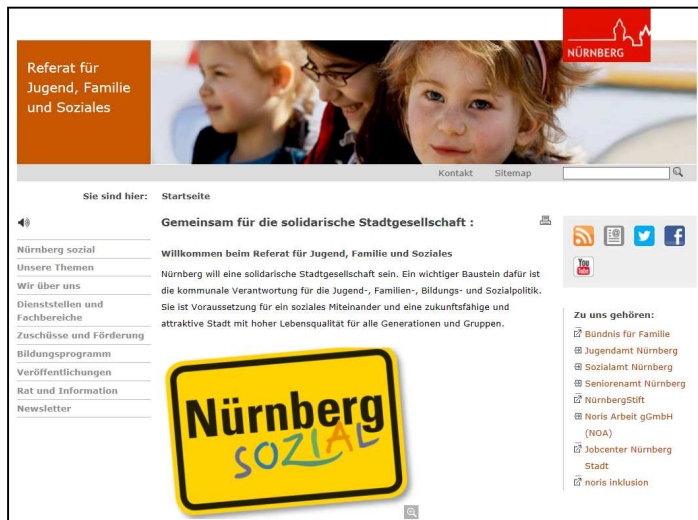 NÜRNBERG
Referat für
Jugend, Familie
und Soziales
Kontakt Sitemap
Sie sind hier: Startseite
Nürnberg sozial
Unsere Themen
Wir über uns
Dienststellen und
Fachbereiche
Zuschüsse und Förderung
Bildungsprogramm
Veröffentlichungen
Rat und Information
Newsletter
Gemeinsam für die solidarische Stadtgesellschaft :
Willkommen beim Referat für Jugend, Familie und Soziales
Nürnberg will eine solidarische Stadtgesellschaft sein. Ein wichtiger Baustein dafür ist
die kommunale Verantwortung für die Jugend-, Familien-, Bildungs- und Sozialpolitik.
Sie ist Voraussetzung für ein soziales Miteinander und eine zukunftsfähige und
attraktive Stadt mit hoher Lebensqualität für alle Generationen und Gruppen.
Nürnberg
SOZIAL
You
Tube
Zu uns gehören:
Bündnis für Familie
Jugendamt Nürnberg
Sozialamt Nürnberg
Seniorenamt Nürnberg
NürnbergStift
Noris Arbeit gGmbH
(NOA)
Jobcenter Nürnberg
Stadt
noris inklusion